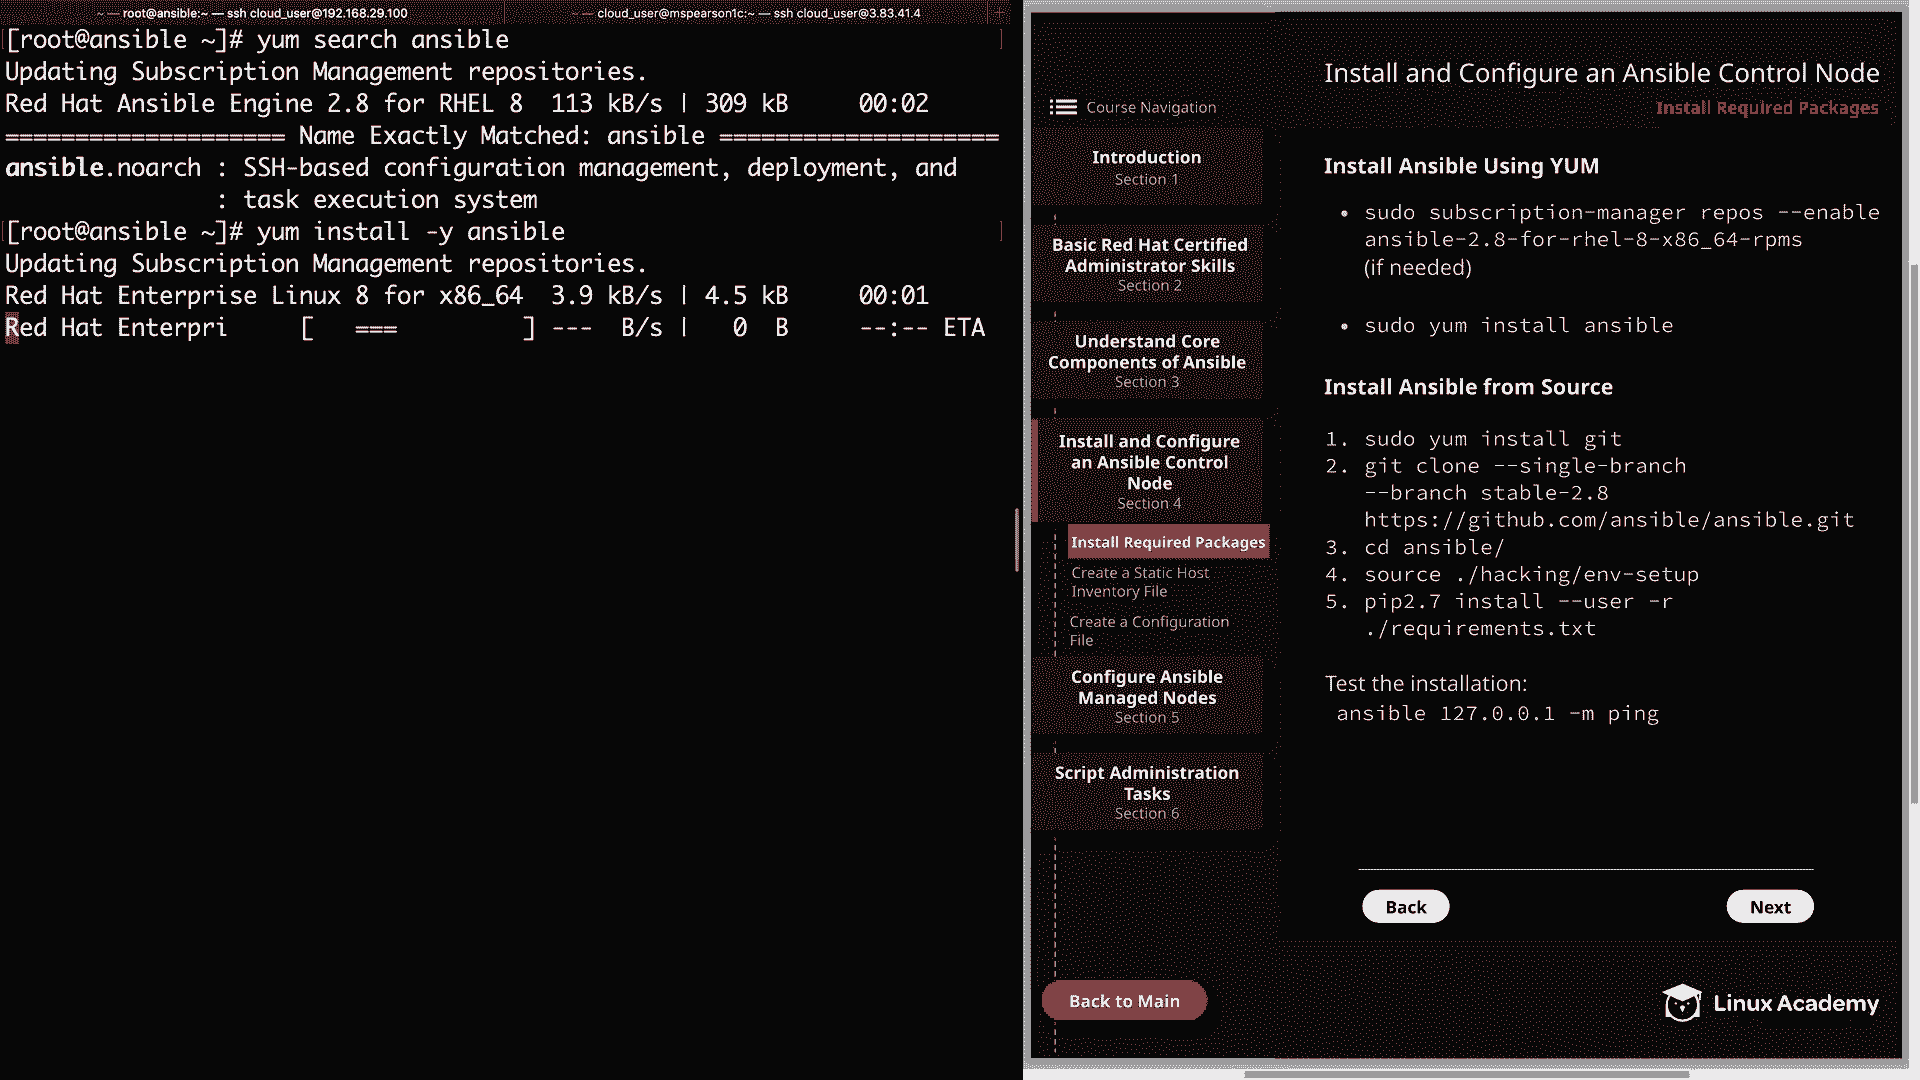 ~ — root@ansible:~ — ssh cloud_user@192.168.29.100
~ — cloud_user@mspearson1c:~ — ssh cloud_user@3.83.41.4
[root@ansible ~]# yum search ansible
Updating Subscription Management repositories.
Red Hat Ansible Engine 2.8 for RHEL 8  113 kB/s | 309 kB     00:02
==================== Name Exactly Matched: ansible ====================
ansible.noarch : SSH-based configuration management, deployment, and
               : task execution system
[root@ansible ~]# yum install -y ansible
Updating Subscription Management repositories.
Red Hat Enterprise Linux 8 for x86_64  3.9 kB/s | 4.5 kB     00:01
Red Hat Enterpri     [   ===         ] ---  B/s |   0  B     --:-- ETA
Install and Configure an Ansible Control Node
Install Required Packages
Course Navigation
Introduction
Section 1
Basic Red Hat Certified
Administrator Skills
Section 2
Understand Core
Components of Ansible
Section 3
Install and Configure
an Ansible Control
Node
Section 4
Install Required Packages
Create a Static Host
Inventory File
Create a Configuration
File
Configure Ansible
Managed Nodes
Section 5
Script Administration
Tasks
Section 6
Back to Main
Install Ansible Using YUM
• sudo subscription-manager repos --enable
ansible-2.8-for-rhel-8-x86_64-rpms
(if needed)
• sudo yum install ansible
Install Ansible from Source
1. sudo yum install git
2. git clone --single-branch
--branch stable-2.8
https://github.com/ansible/ansible.git
3. cd ansible/
4. source ./hacking/env-setup
5. pip2.7 install --user -r
./requirements.txt
Test the installation:
ansible 127.0.0.1 -m ping
Back
Next
Linux Academy